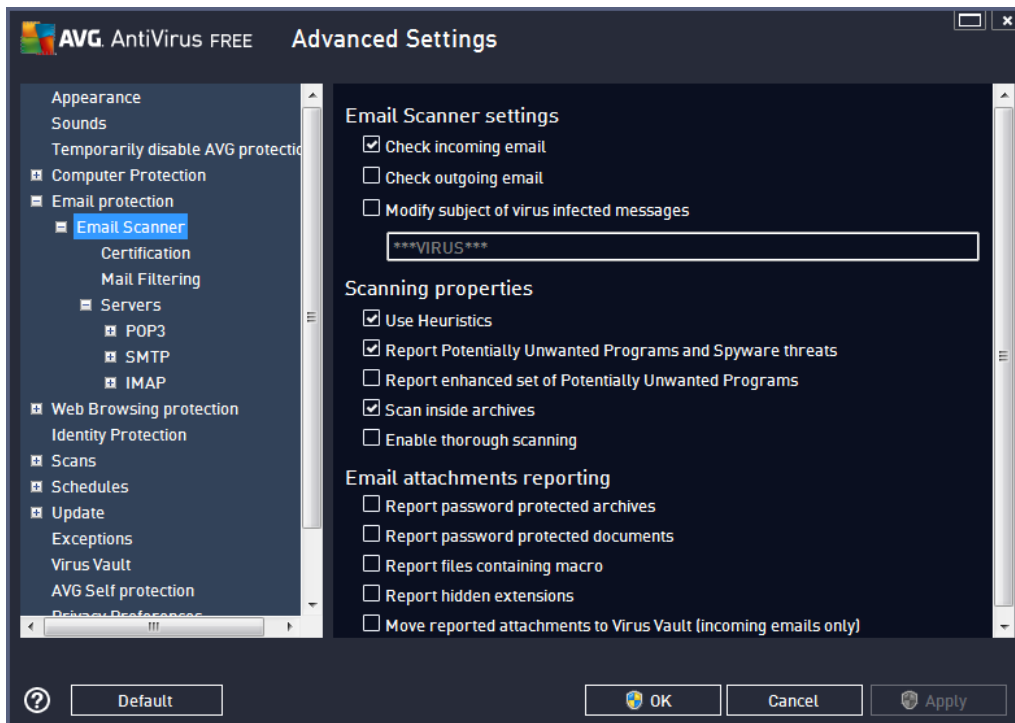 AVG. AntiVirus FREE Advanced Settings
Appearance
Sounds
Temporarily disable AVG protectic
Computer Protection
Email protection
Email Scanner
Certification
Mail Filtering
Servers
POP3
SMTP
IMAP
Web Browsing protection
Identity Protection
Scans
Schedules
Update
Exceptions
Virus Vault
AVG Self protection
Privacy Preferences
Email Scanner settings
Check incoming email
Check outgoing email
Modify subject of virus infected messages
***VIRUS***
Scanning properties
Use Heuristics
Report Potentially Unwanted Programs and Spyware threats
Report enhanced set of Potentially Unwanted Programs
Scan inside archives
Enable thorough scanning
Email attachments reporting
Report password protected archives
Report password protected documents
Report files containing macro
Report hidden extensions
Move reported attachments to Virus Vault (incoming emails only)
? Default OK Cancel Apply